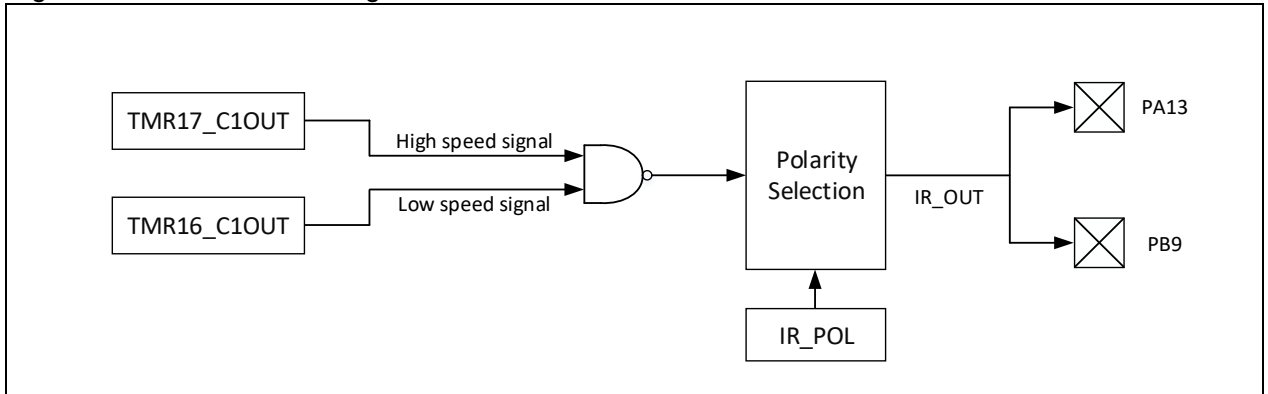 TMR17_C1OUT
High speed signal
Low speed signal
TMR16_C1OUT
Polarity
Selection
IR_OUT
IR_POL
PA13
PB9